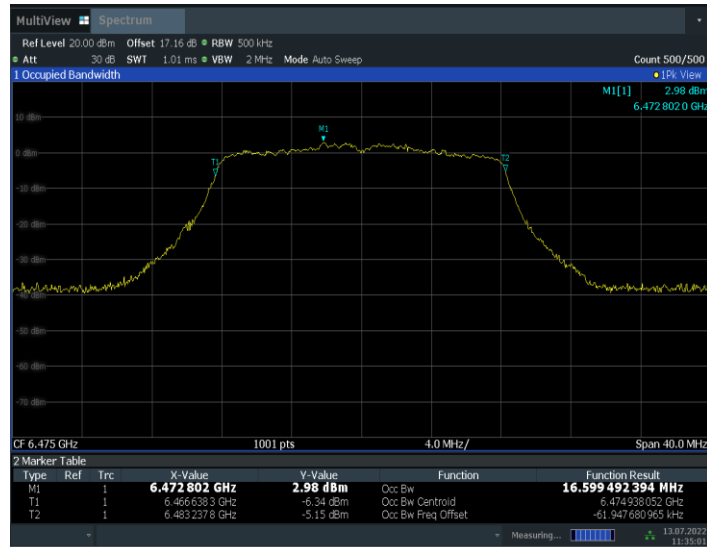 MultiView Spectrum
Ref Level 20.00 dBm Offset 17.16 dB RBW 500 kHz
Att 30 dB SWT 1.01 ms VBW 2 MHz Mode Auto Sweep Count 500/500
1 Occupied Bandwidth 1Pk View
M1[1] 2.98 dBm
6.472 802 0 GHz
10 dBm
M1
0 dBm
T1
T2
-10 dBm
-20 dBm
-30 dBm
-40 dBm
-50 dBm
-60 dBm
-70 dBm
CF 6.475 GHz 1001 pts 4.0 MHz/ Span 40.0 MHz
2 Marker Table
Type Ref Trc X-Value Y-Value Function Function Result
M1 1 6.472 802 GHz 2.98 dBm Occ Bw 16.599 492 394 MHz
T1 1 6.466 638 3 GHz -6.34 dBm Occ Bw Centroid 6.474 938 052 GHz
T2 1 6.483 237 8 GHz -5.15 dBm Occ Bw Freq Offset -61.947 680 965 kHz
Measuring... 13.07.2022
11:35:01